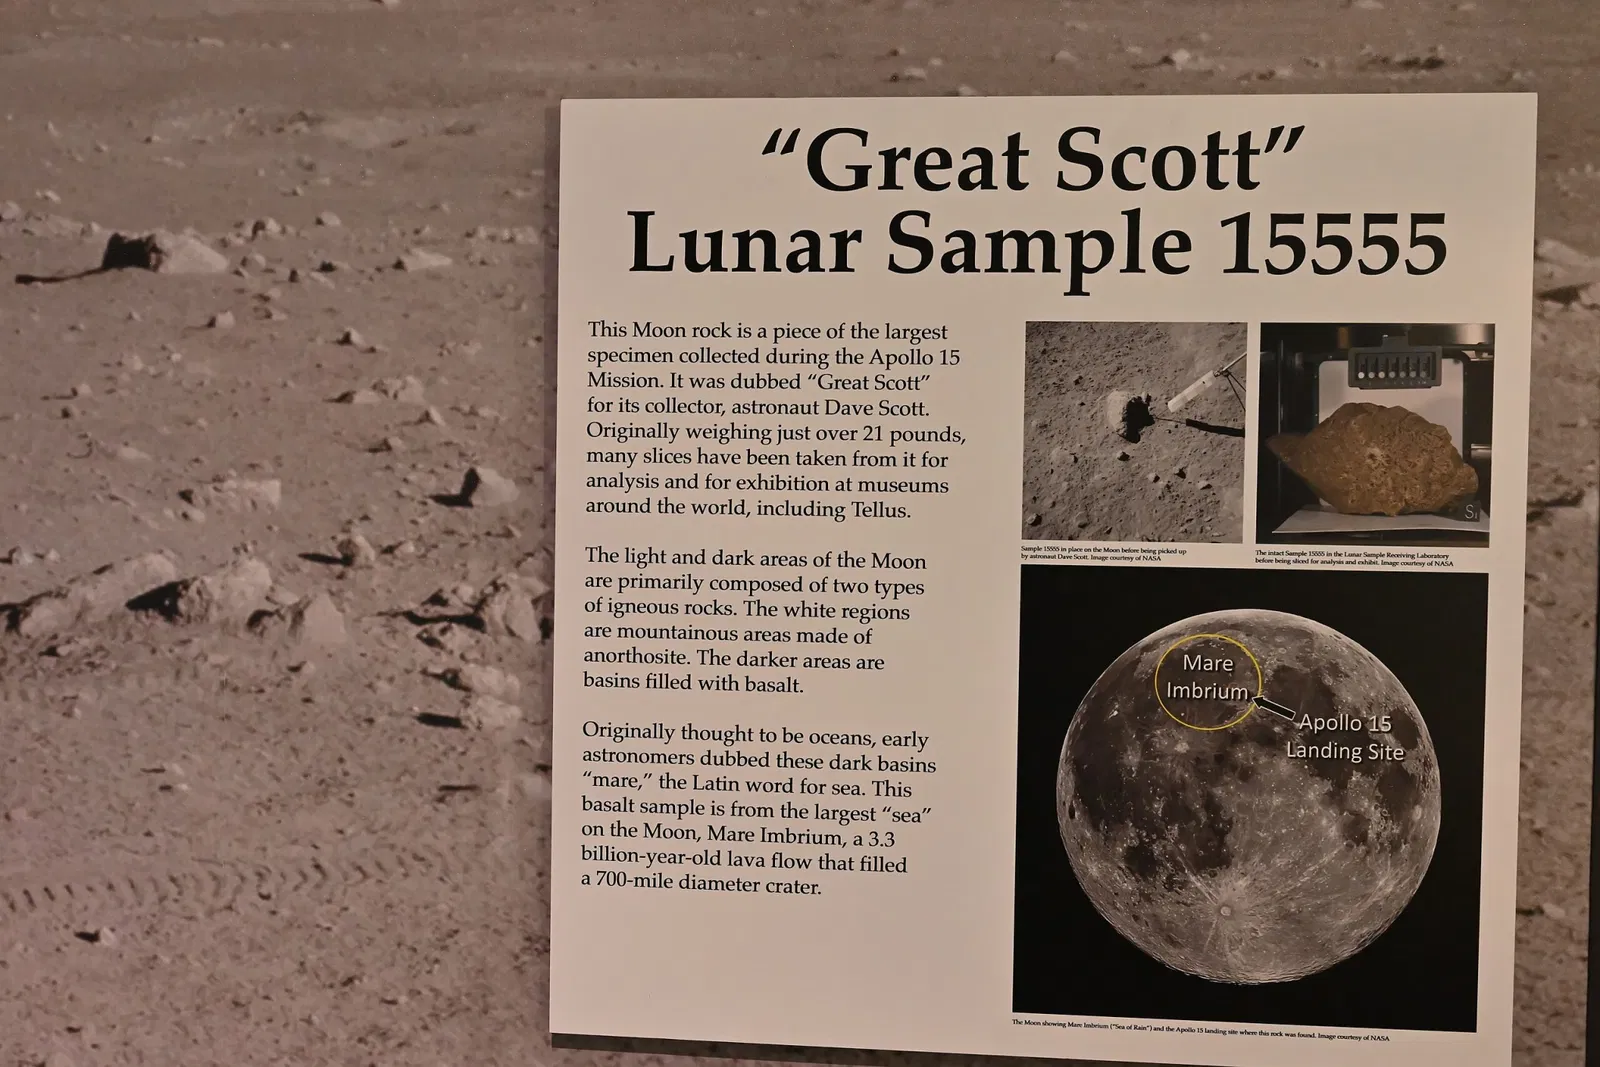 “Great Scott”
Lunar Sample 15555
This Moon rock is a piece of the largest
specimen collected during the Apollo 15
Mission. It was dubbed “Great Scott”
for its collector, astronaut Dave Scott.
Originally weighing just over 21 pounds,
many slices have been taken from it for
analysis and for exhibition at museums
around the world, including Tellus.
The light and dark areas of the Moon
are primarily composed of two types
of igneous rocks. The white regions
are mountainous areas made of
anorthosite. The darker areas are
basins filled with basalt.
Originally thought to be oceans, early
astronomers dubbed these dark basins
“mare,” the Latin word for sea. This
basalt sample is from the largest “sea”
on the Moon, Mare Imbrium, a 3.3
billion-year-old lava flow that filled
a 700-mile diameter crater.
Sample 15555 in place on the Moon before being picked up
by astronaut Dave Scott. Image courtesy of NASA
S1
The intact Sample 15555 in the Lunar Sample Receiving Laboratory
before being sliced for analysis and exhibit. Image courtesy of NASA
Mare
Imbrium
Apollo 15
Landing Site
The Moon showing Mare Imbrium (“Sea of Rain”) and the Apollo 15 landing site where this rock was found. Image courtesy of NASA